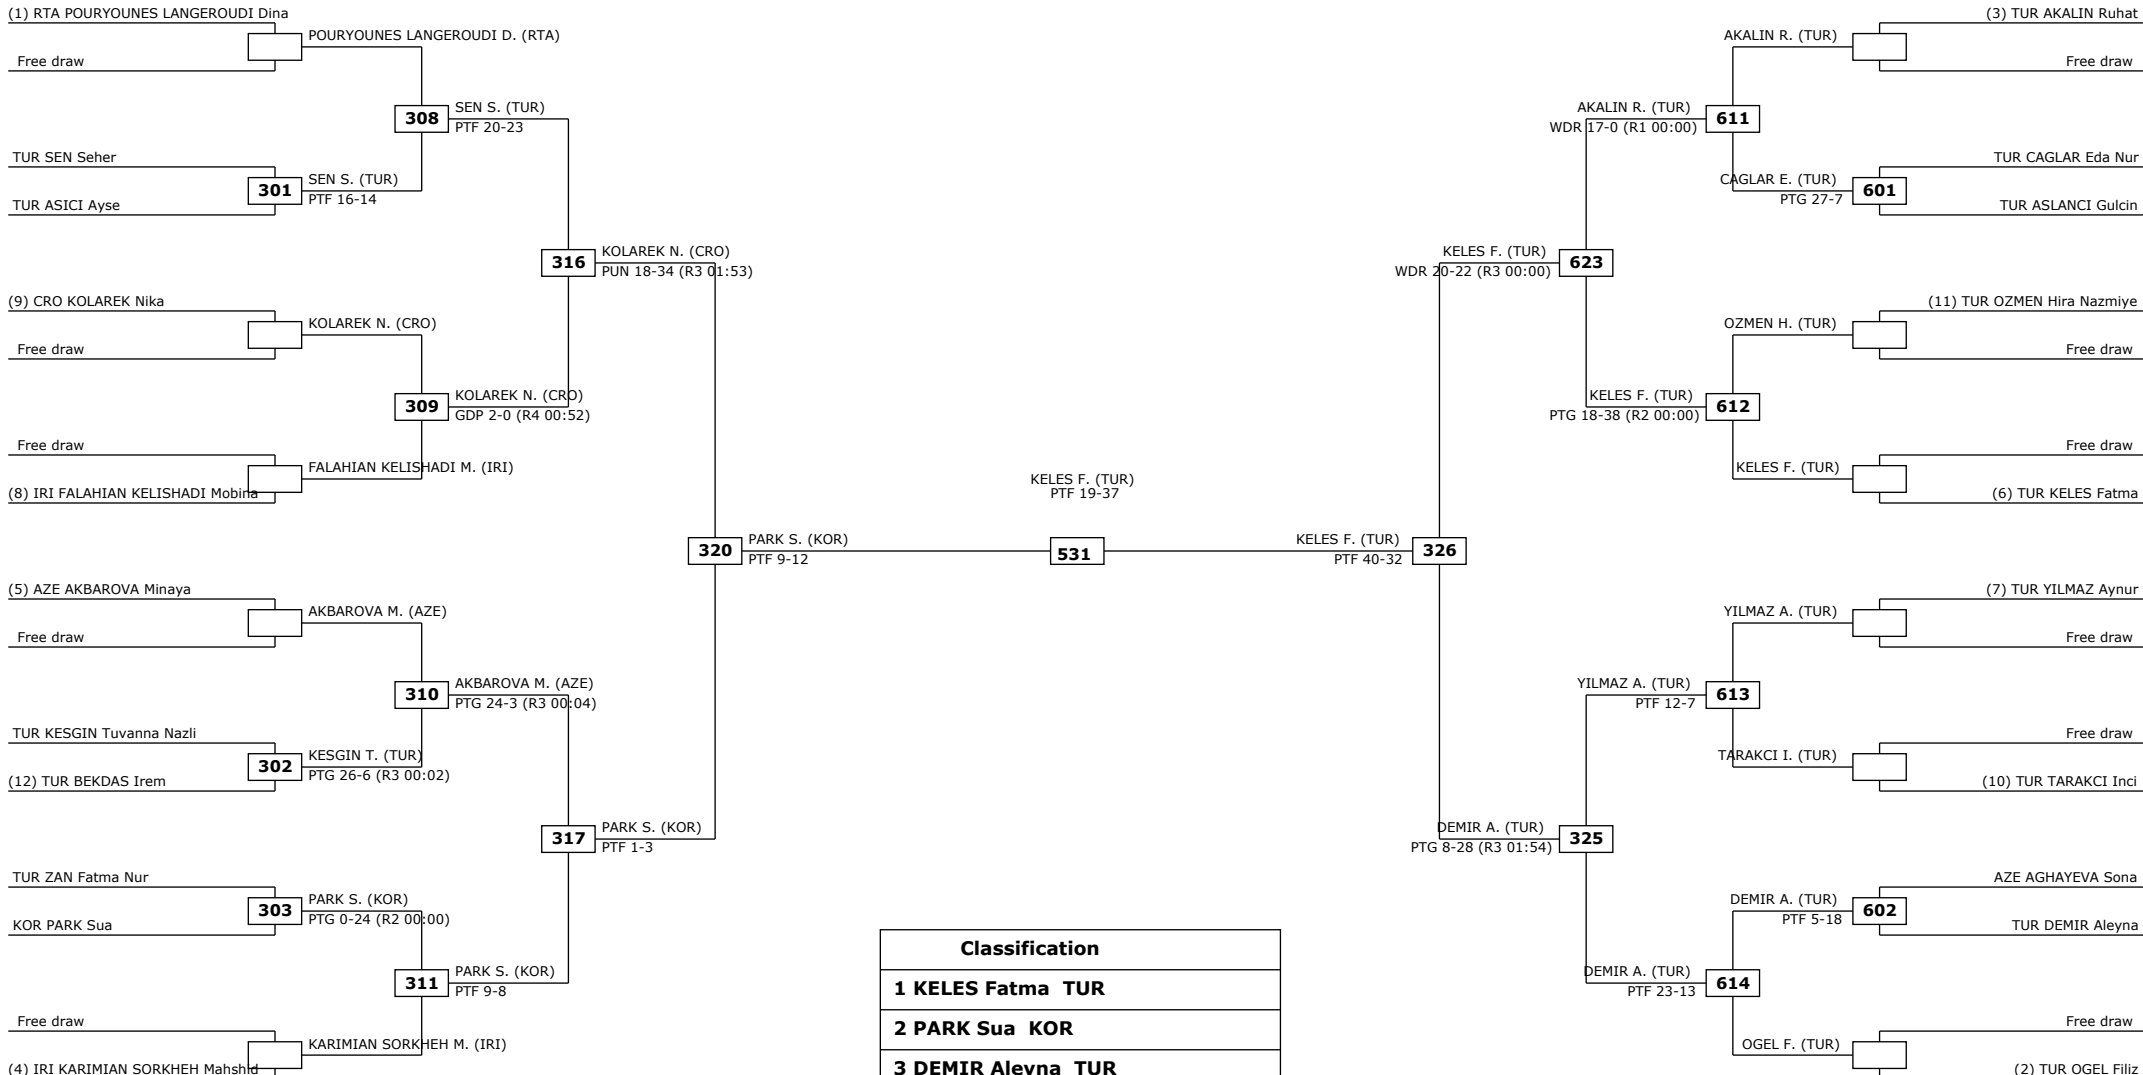 (1) RTA POURYOUNES LANGEROUDI Dina
POURYOUNES LANGEROUDI D. (RTA)
Free draw
SEN S. (TUR)
308
PTF 20-23
TUR SEN Seher
SEN S. (TUR)
301
PTF 16-14
TUR ASICI Ayse
KOLAREK N. (CRO)
316
PUN 18-34 (R3 01:53)
(9) CRO KOLAREK Nika
KOLAREK N. (CRO)
Free draw
KOLAREK N. (CRO)
309
GDP 2-0 (R4 00:52)
Free draw
FALAHIAN KELISHADI M. (IRI)
(8) IRI FALAHIAN KELISHADI Mobina
PARK S. (KOR)
320
PTF 9-12
(5) AZE AKBAROVA Minaya
AKBAROVA M. (AZE)
Free draw
AKBAROVA M. (AZE)
310
PTG 24-3 (R3 00:04)
TUR KESGIN Tuvanna Nazli
KESGIN T. (TUR)
302
PTG 26-6 (R3 00:02)
(12) TUR BEKDAS Irem
PARK S. (KOR)
317
PTF 1-3
TUR ZAN Fatma Nur
PARK S. (KOR)
303
PTG 0-24 (R2 00:00)
KOR PARK Sua
PARK S. (KOR)
311
PTF 9-8
Free draw
KARIMIAN SORKHEH M. (IRI)
(4) IRI KARIMIAN SORKHEH Mahshid
KELES F. (TUR)
PTF 19-37
531
Classification
1 KELES Fatma TUR
2 PARK Sua KOR
3 DEMIR Aleyna TUR
(3) TUR AKALIN Ruhat
AKALIN R. (TUR)
Free draw
AKALIN R. (TUR)
611
WDR 17-0 (R1 00:00)
TUR CAGLAR Eda Nur
CAGLAR E. (TUR)
601
PTG 27-7
TUR ASLANCI Gulcin
KELES F. (TUR)
623
WDR 20-22 (R3 00:00)
(11) TUR OZMEN Hira Nazmiye
OZMEN H. (TUR)
Free draw
KELES F. (TUR)
612
PTG 18-38 (R2 00:00)
Free draw
KELES F. (TUR)
(6) TUR KELES Fatma
KELES F. (TUR)
326
PTF 40-32
(7) TUR YILMAZ Aynur
YILMAZ A. (TUR)
Free draw
YILMAZ A. (TUR)
613
PTF 12-7
Free draw
TARAKCI I. (TUR)
(10) TUR TARAKCI Inci
DEMIR A. (TUR)
325
PTG 8-28 (R3 01:54)
AZE AGHAYEVA Sona
DEMIR A. (TUR)
602
PTF 5-18
TUR DEMIR Aleyna
DEMIR A. (TUR)
614
PTF 23-13
Free draw
OGEL F. (TUR)
(2) TUR OGEL Filiz